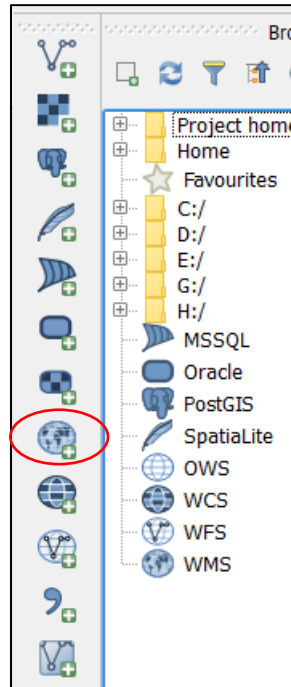 Bro
Project home
Home
Favourites
C:/
D:/
E:/
G:/
H:/
MSSQL
Oracle
PostGIS
SpatiaLite
OWS
WCS
WFS
WMS